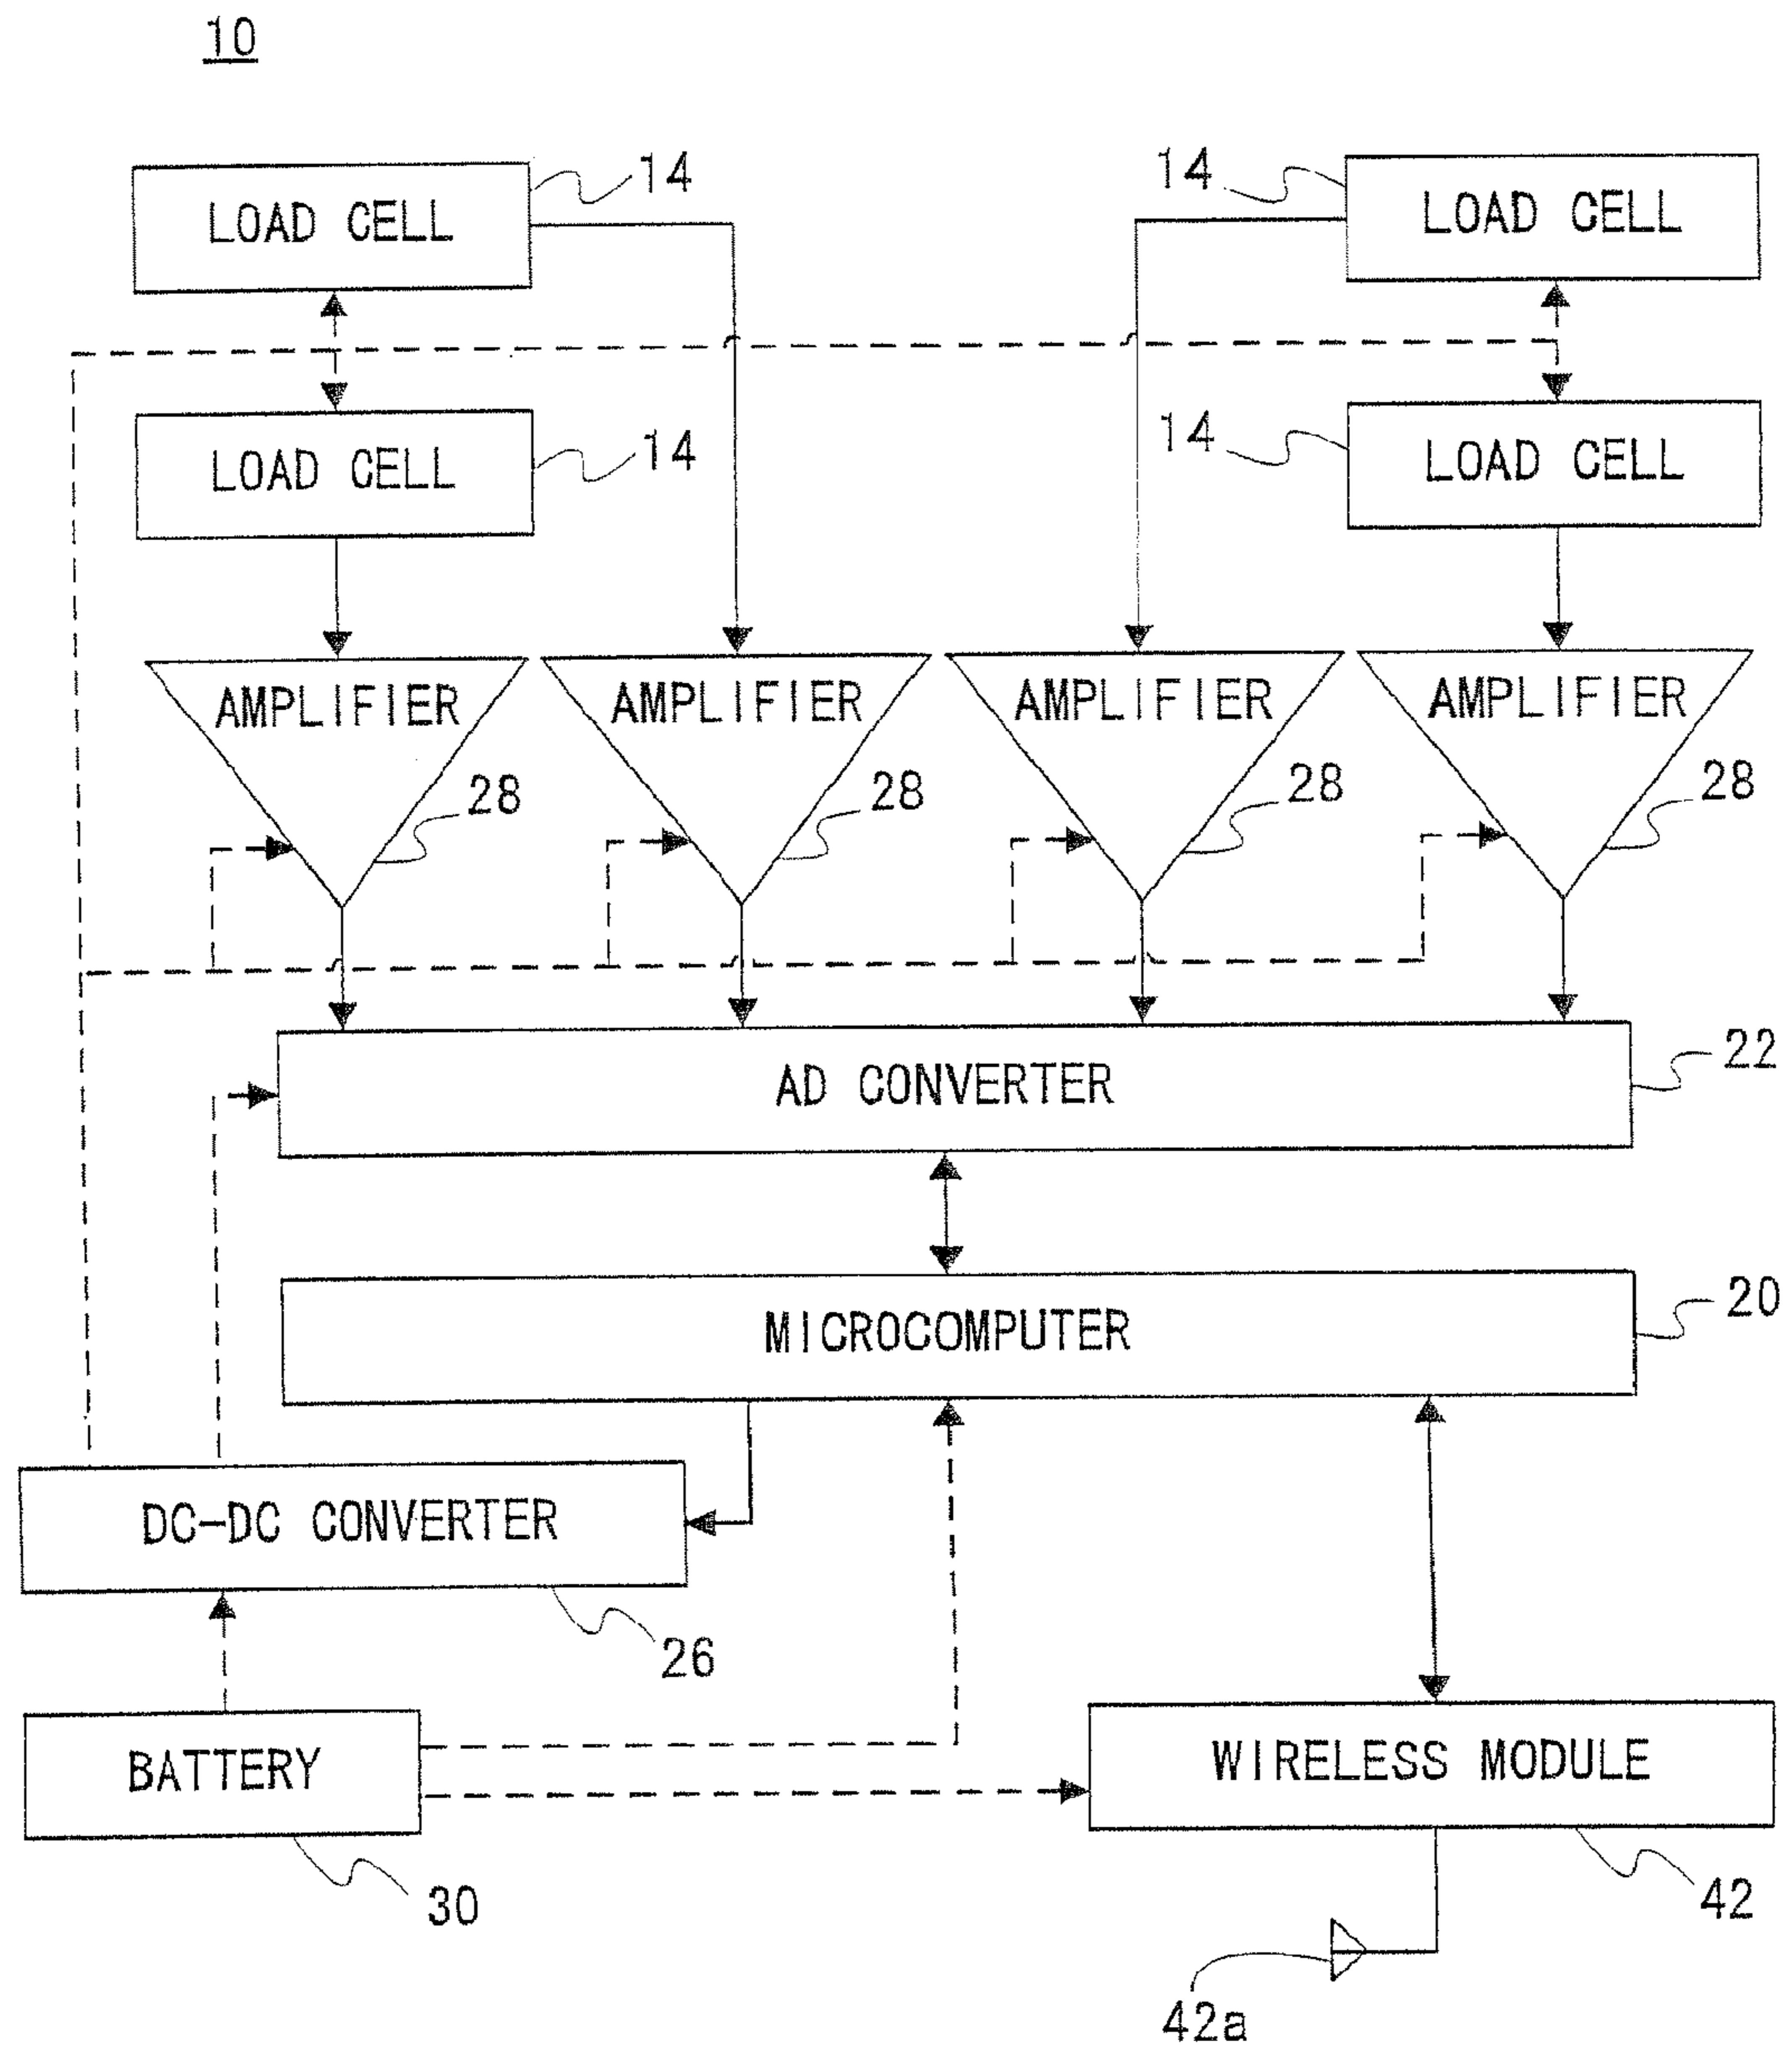 10
14
14
LOAD CELL
LOAD CELL
14
14
LOAD CELL
LOAD CELL
AMPLIFIER
AMPLIFIER
AMPLIFIER
AMPLIFIER
28
28
28
28
AD CONVERTER
22
MICROCOMPUTER
20
DC-DC CONVERTER
26
BATTERY
WIRELESS MODULE
30
42
42a